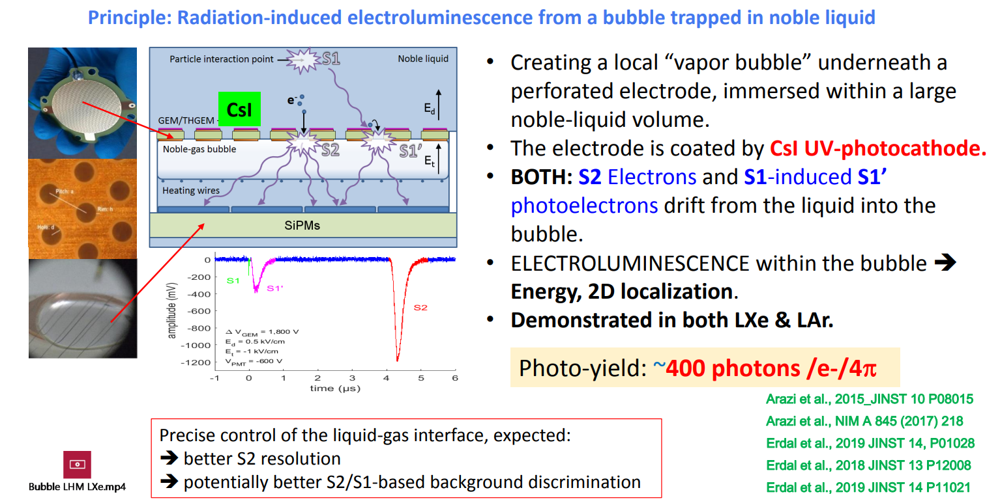 Principle: Radiation-induced electroluminescence from a bubble trapped in noble liquid
Particle interaction point
S1
Noble liquid
e-
CsI
Ed
GEM/THGEM
Noble-gas bubble
S2
S1’
Et
Heating wires
SiPMs
Pitch: a
Rim: h
Hole: d
0
-200
-400
-600
-800
-1000
-1200
amplitude (mV)
S1
S1'
S2
Δ VGEM = 1,800 V
Ed = 0.5 kV/cm
Et = -1 kV/cm
VPMT = -600 V
-1 0 1 2 3 4 5 6
time (μs)
• Creating a local “vapor bubble” underneath a
perforated electrode, immersed within a large
noble-liquid volume.
• The electrode is coated by CsI UV-photocathode.
• BOTH: S2 Electrons and S1-induced S1’
photoelectrons drift from the liquid into the
bubble.
• ELECTROLUMINESCENCE within the bubble ➔
Energy, 2D localization.
• Demonstrated in both LXe & LAr.
Photo-yield: ~400 photons /e-/4π
Arazi et al., 2015_JINST 10 P08015
Arazi et al., NIM A 845 (2017) 218
Erdal et al., 2019 JINST 14, P01028
Erdal et al., 2018 JINST 13 P12008
Erdal et al., 2019 JINST 14 P11021
Precise control of the liquid-gas interface, expected:
➔ better S2 resolution
➔ potentially better S2/S1-based background discrimination
Bubble LHM LXe.mp4